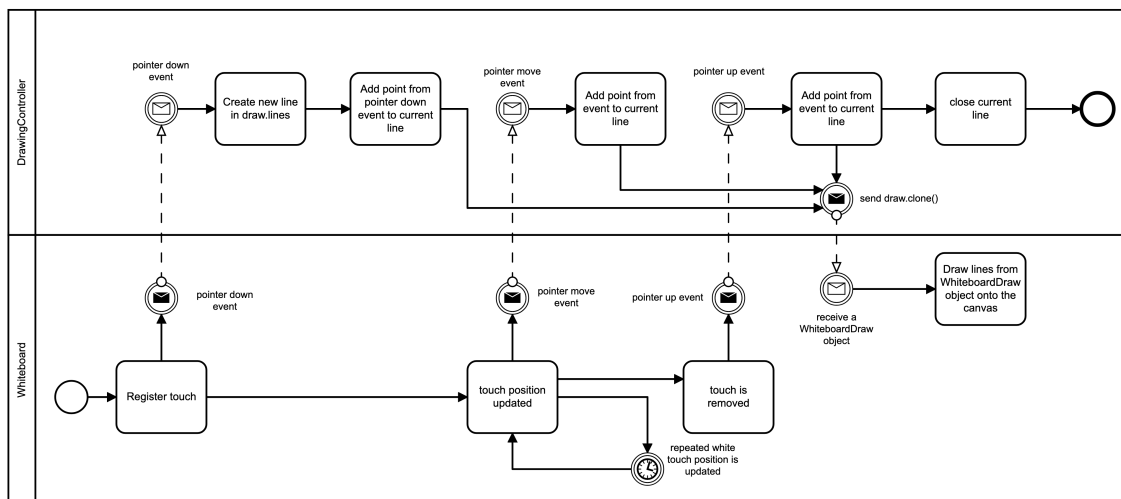 DrawingController
pointer down
event
Create new line
in draw.lines
Add point from
pointer down
event to current
line
pointer move
event
Add point from
event to current
line
pointer up event
Add point from
event to current
line
close current
line
send draw.clone()
Whiteboard
pointer down
event
pointer move
event
pointer up event
receive a
WhiteboardDraw
object
Draw lines from
WhiteboardDraw
object onto the
canvas
Register touch
touch position
updated
touch is
removed
repeated white
touch position is
updated